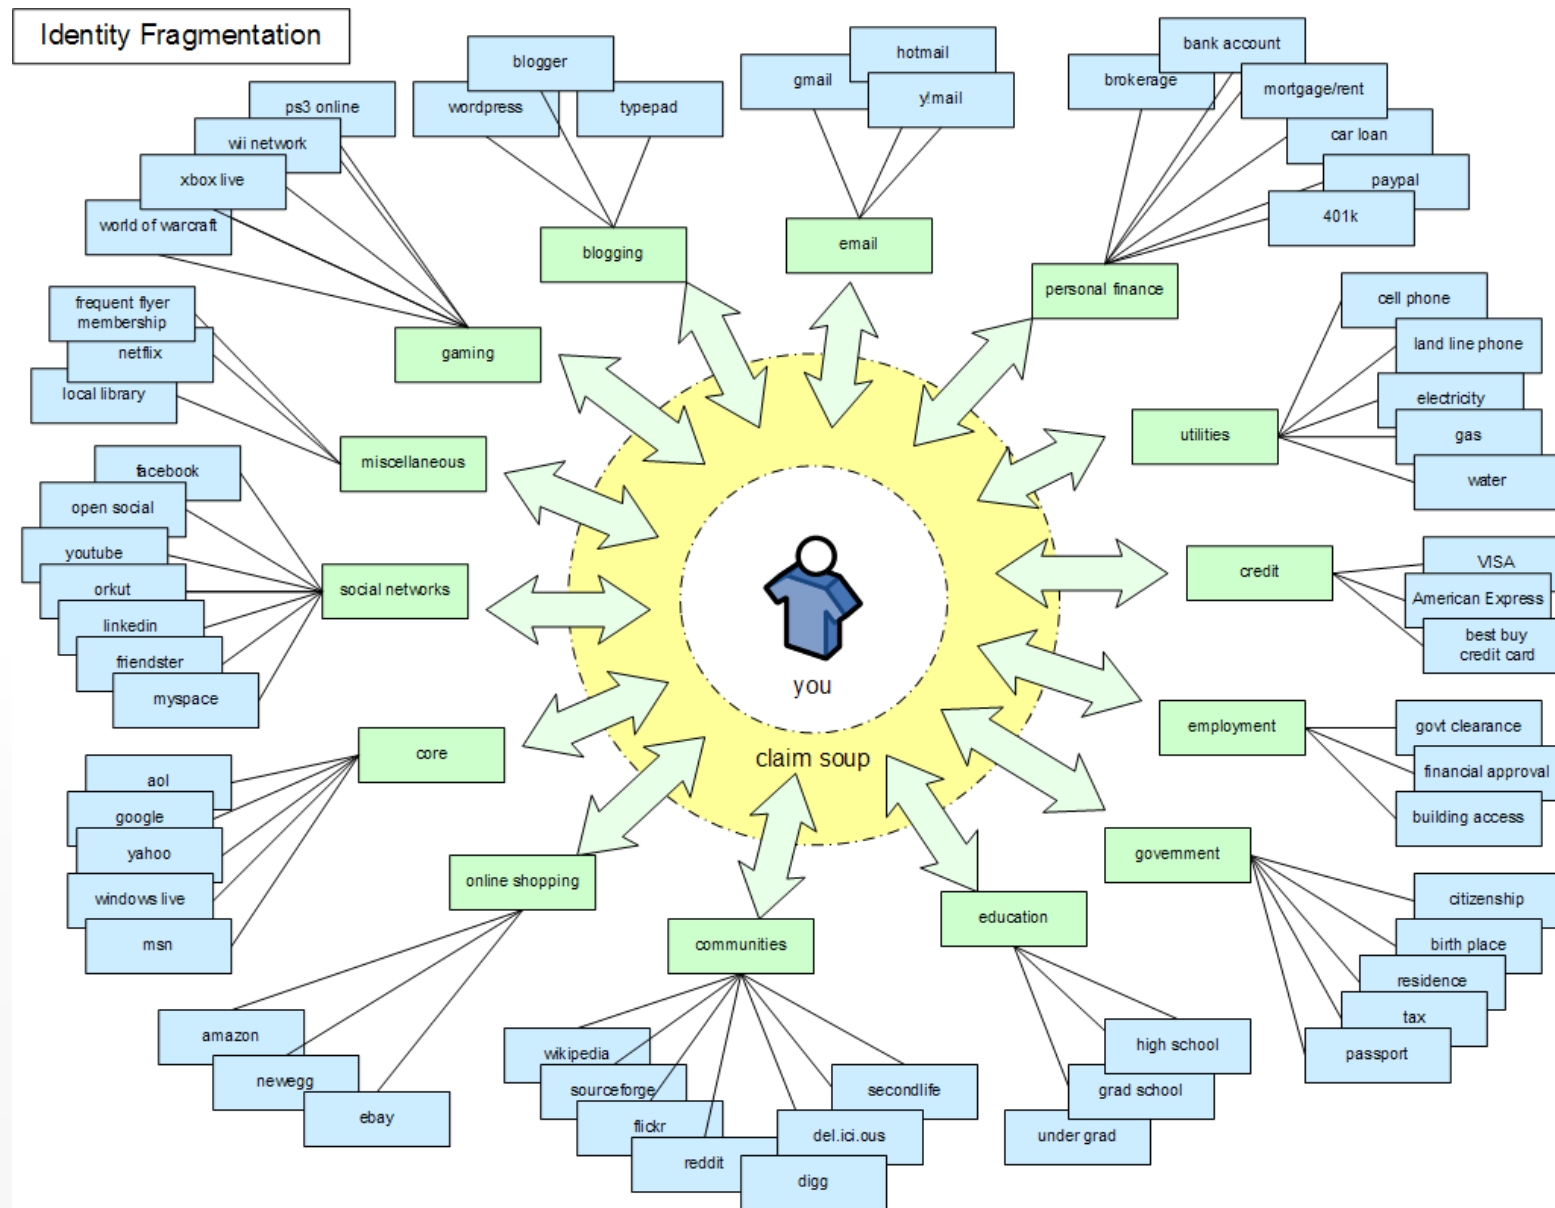 Identity Fragmentation
blogger
wordpress
typepad
blogging
hotmail
gmail
y!mail
email
bank account
brokerage
mortgage/rent
car loan
paypal
401k
personal finance
ps3 online
wii network
xbox live
world of warcraft
gaming
frequent flyer
membership
netflix
local library
miscellaneous
cell phone
land line phone
electricity
gas
water
utilities
facebook
open social
youtube
orkut
linkedin
friendster
myspace
social networks
VISA
American Express
best buy
credit card
credit
you
claim soup
govt clearance
financial approval
building access
employment
core
aol
google
yahoo
windows live
msn
online shopping
amazon
newegg
ebay
communities
wikipedia
sourceforge
flickr
reddit
digg
del.ici.ous
secondlife
education
high school
grad school
under grad
government
citizenship
birth place
residence
tax
passport